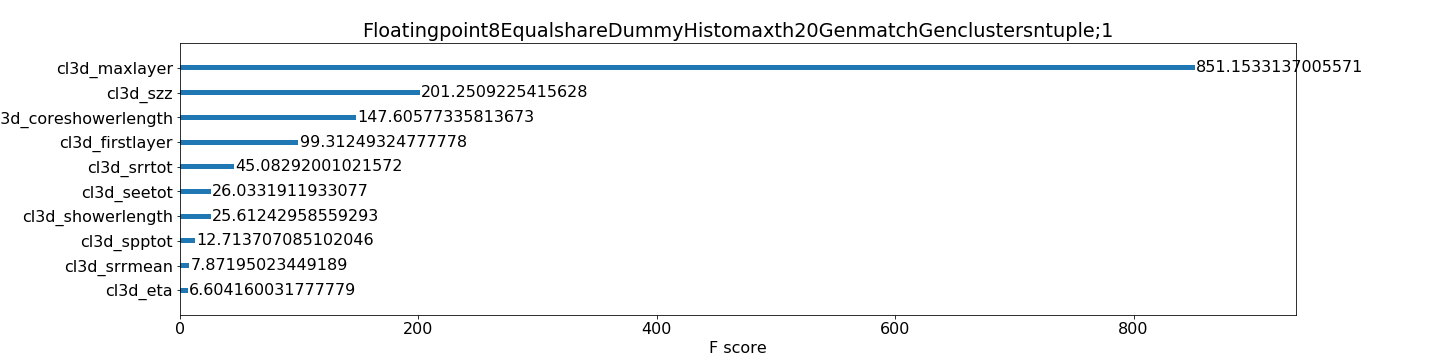 Floatingpoint8EqualshareDummyHistomaxth20GenmatchGenclustersntuple;1
cl3d_maxlayer 851.1533137005571
cl3d_szz 201.2509225415628
3d_coreshowerlength 147.60577335813673
cl3d_firstlayer 99.31249324777778
cl3d_srrtot 45.08292001021572
cl3d_seetot 26.0331911933077
cl3d_showerlength 25.61242958559293
cl3d_spptot 12.713707085102046
cl3d_srrmean 7.87195023449189
cl3d_eta 6.604160031777779
0 200 400 600 800
F score